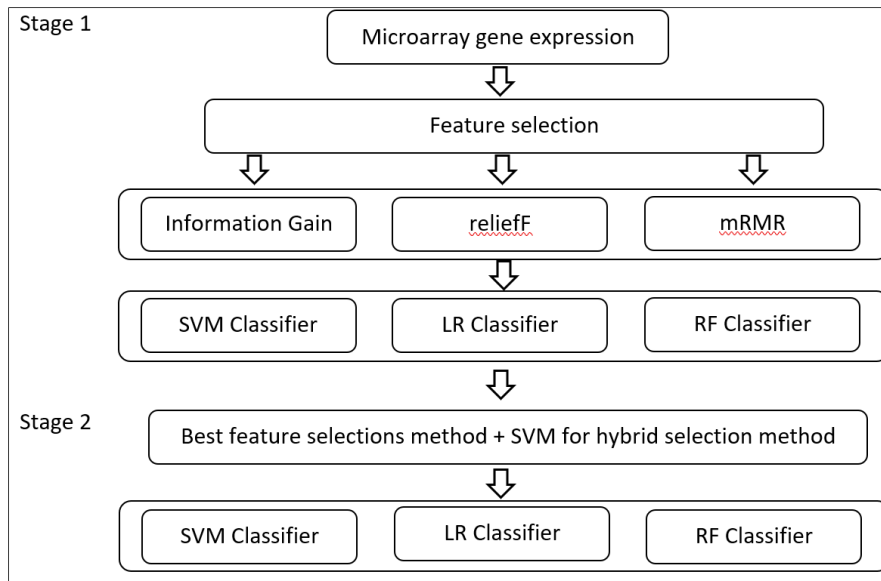 Stage 1
Microarray gene expression
Feature selection
Information Gain
reliefF
mRMR
SVM Classifier
LR Classifier
RF Classifier
Stage 2
Best feature selections method + SVM for hybrid selection method
SVM Classifier
LR Classifier
RF Classifier